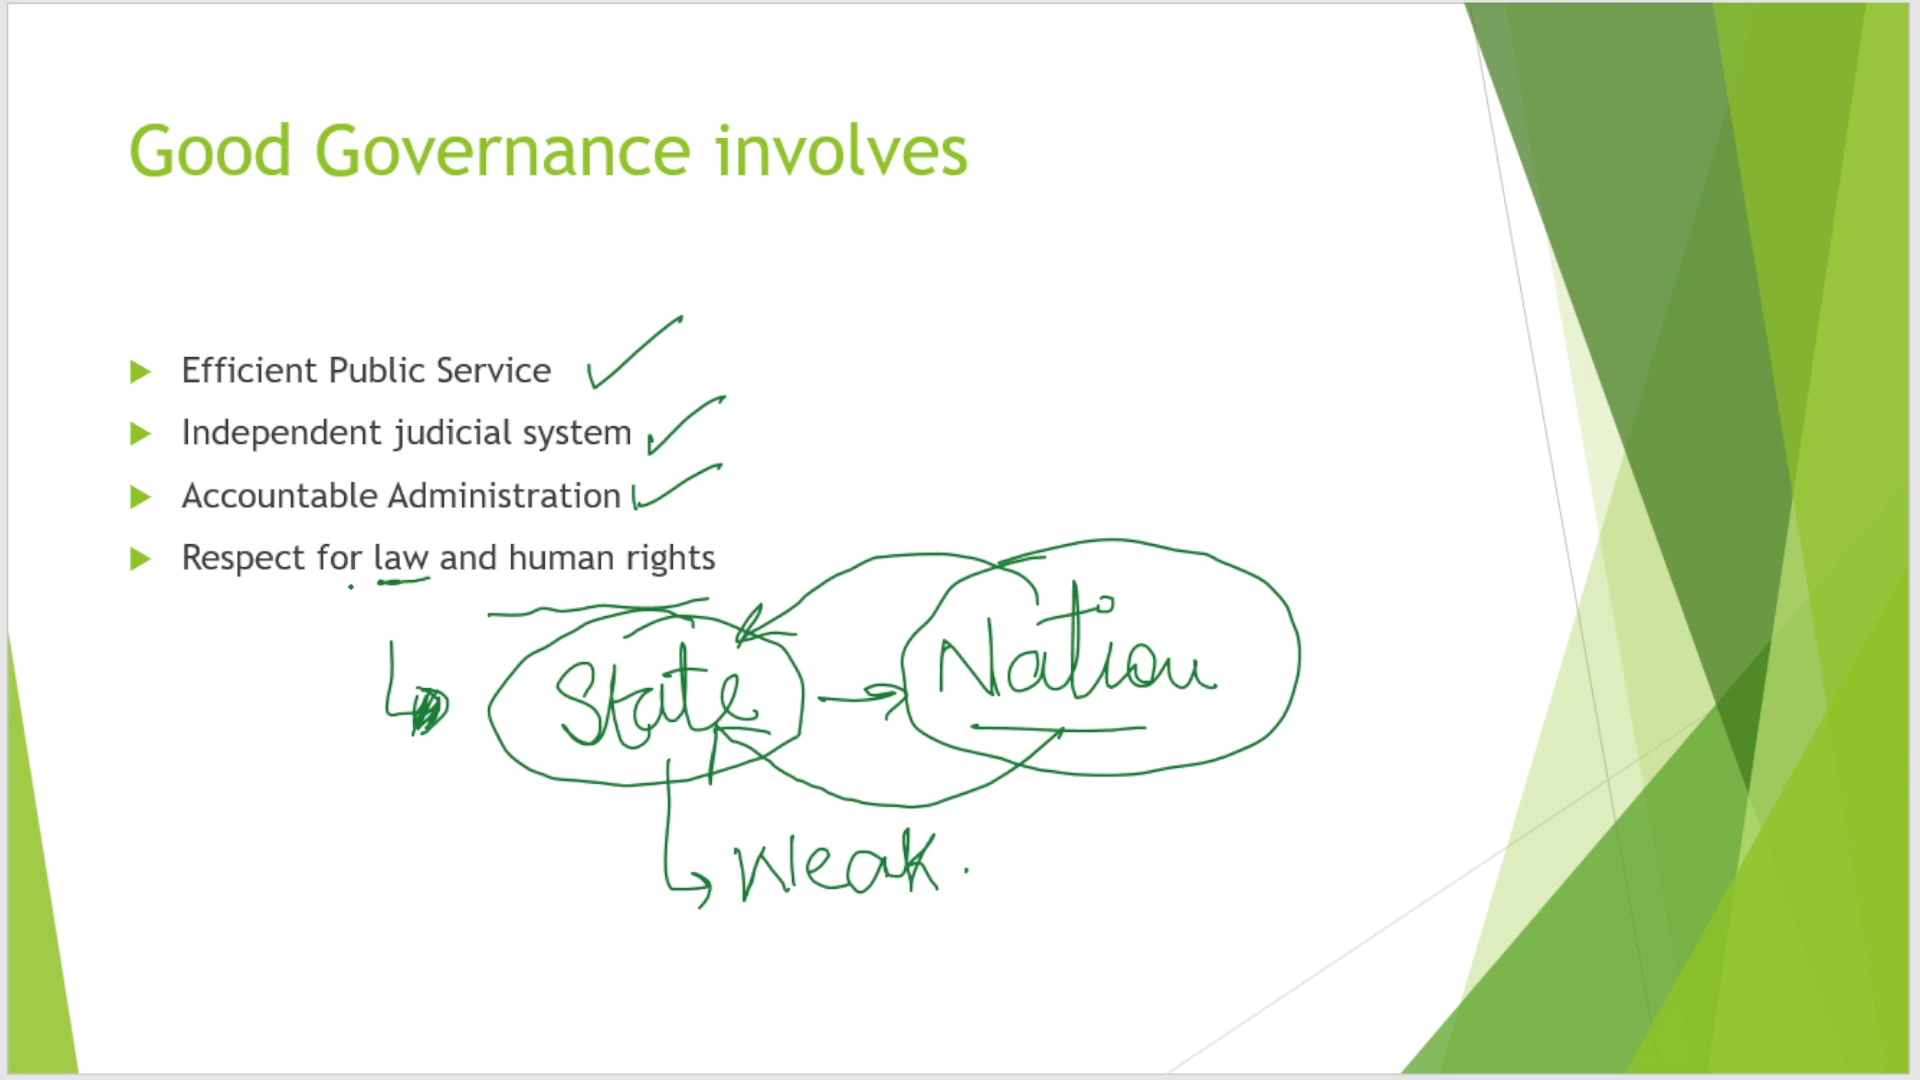 Good Governance involves
Efficient Public Service
Independent judicial system
Accountable Administration
Respect for law and human rights
State
Nation
Weak.